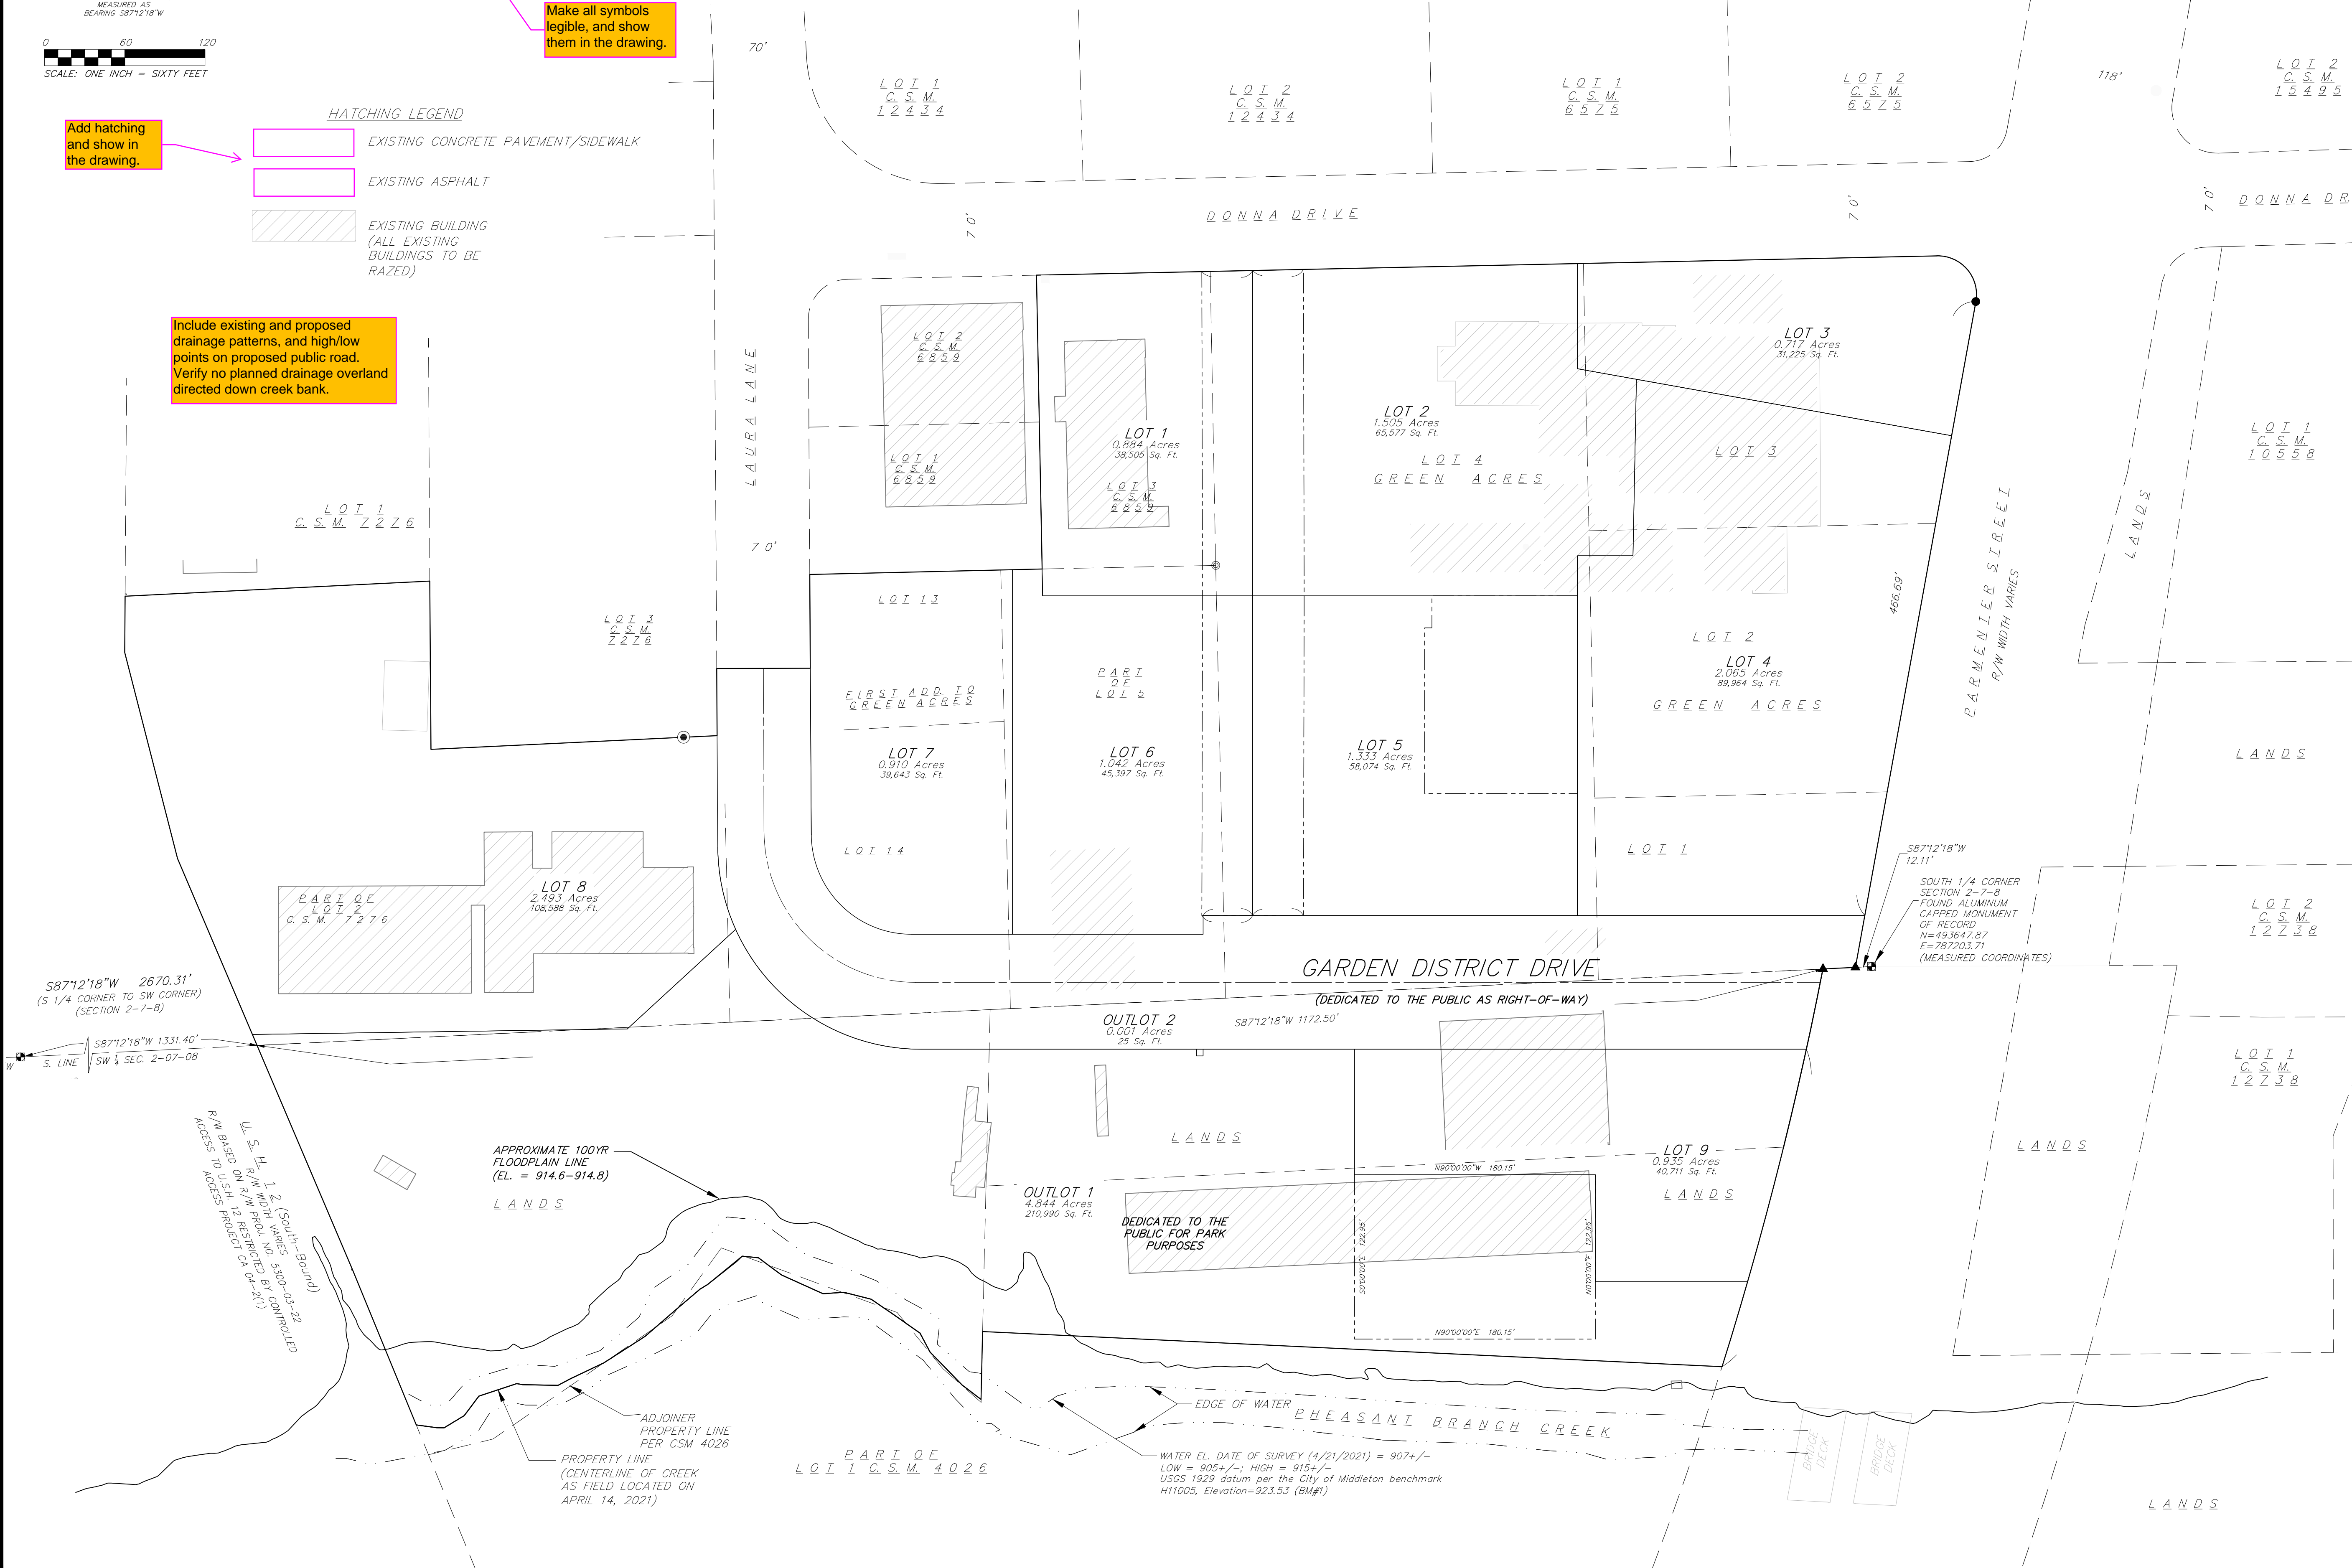 MEASURED AS
BEARING S87°12'18"W
0 60 120
SCALE: ONE INCH = SIXTY FEET
Make all symbols
legible, and show
them in the drawing.
HATCHING LEGEND
Add hatching
and show in
the drawing.
EXISTING CONCRETE PAVEMENT/SIDEWALK
EXISTING ASPHALT
EXISTING BUILDING
(ALL EXISTING
BUILDINGS TO BE
RAZED)
Include existing and proposed
drainage patterns, and high/low
points on proposed public road.
Verify no planned drainage overland
directed down creek bank.
70'
LOT 1
C. S. M.
12434
LOT 2
C. S. M.
12434
LOT 1
C. S. M.
6575
LOT 2
C. S. M.
6575
118'
LOT 2
C. S. M.
15495
70'
DONNA DRIVE
70'
70'
DONNA DR
LAURA LANE
70'
LOT 2
C. S. M.
6859
LOT 1
C. S. M.
6859
LOT 1
0.884 Acres
38,505 Sq. Ft.
LOT 3
C. S. M.
6859
LOT 2
1.505 Acres
65,577 Sq. Ft.
LOT 4
GREEN ACRES
LOT 3
0.717 Acres
31,225 Sq. Ft.
LOT 3
LOT 1
C. S. M.
10558
LANDS
PARMENTER STREET
R/W WIDTH VARIES
466.69'
LOT 1
C. S. M. 7276
LOT 3
C. S. M.
7276
LOT 13
FIRST ADD. TO
GREEN ACRES
LOT 7
0.910 Acres
39,643 Sq. Ft.
LOT 14
PART
OF
LOT 5
LOT 6
1.042 Acres
45,397 Sq. Ft.
LOT 5
1.333 Acres
58,074 Sq. Ft.
LOT 2
LOT 4
2.065 Acres
89,964 Sq. Ft.
GREEN ACRES
LOT 1
LANDS
S87°12'18"W
12.11'
SOUTH 1/4 CORNER
SECTION 2-7-8
FOUND ALUMINUM
CAPPED MONUMENT
OF RECORD
N=493647.87
E=787203.71
(MEASURED COORDINATES)
LOT 2
C. S. M.
12738
PART OF
LOT 2
C. S. M. 7276
LOT 8
2.493 Acres
108,588 Sq. Ft.
S87°12'18"W 2670.31'
(S 1/4 CORNER TO SW CORNER)
(SECTION 2-7-8)
S87°12'18"W 1331.40'
W
S. LINE SW ¼ SEC. 2-07-08
GARDEN DISTRICT DRIVE
(DEDICATED TO THE PUBLIC AS RIGHT-OF-WAY)
OUTLOT 2
0.001 Acres
25 Sq. Ft.
S87°12'18"W 1172.50'
LOT 1
C. S. M.
12738
U. S. H. 12 (South-Bound)
R/W WIDTH VARIES
R/W BASED ON R/W PROJ. NO. 5300-03-22
ACCESS TO U.S.H. 12 RESTRICTED BY CONTROLLED
ACCESS PROJECT CA 04-2(1)
APPROXIMATE 100YR
FLOODPLAIN LINE
(EL. = 914.6-914.8)
LANDS
LANDS
OUTLOT 1
4.844 Acres
210,990 Sq. Ft.
DEDICATED TO THE
PUBLIC FOR PARK
PURPOSES
N90°00'00"W 180.15'
S0°00'00"E 122.95'
N0°00'00"E 122.95'
N90°00'00"E 180.15'
LOT 9
0.935 Acres
40,711 Sq. Ft.
LANDS
LANDS
EDGE OF WATER
PHEASANT BRANCH CREEK
ADJOINER
PROPERTY LINE
PER CSM 4026
PROPERTY LINE
(CENTERLINE OF CREEK
AS FIELD LOCATED ON
APRIL 14, 2021)
PART OF
LOT 1 C. S. M. 4026
WATER EL. DATE OF SURVEY (4/21/2021) = 907+/-
LOW = 905+/-; HIGH = 915+/-
USGS 1929 datum per the City of Middleton benchmark
H11005, Elevation=923.53 (BM#1)
BRIDGE
DECK
BRIDGE
DECK
LANDS